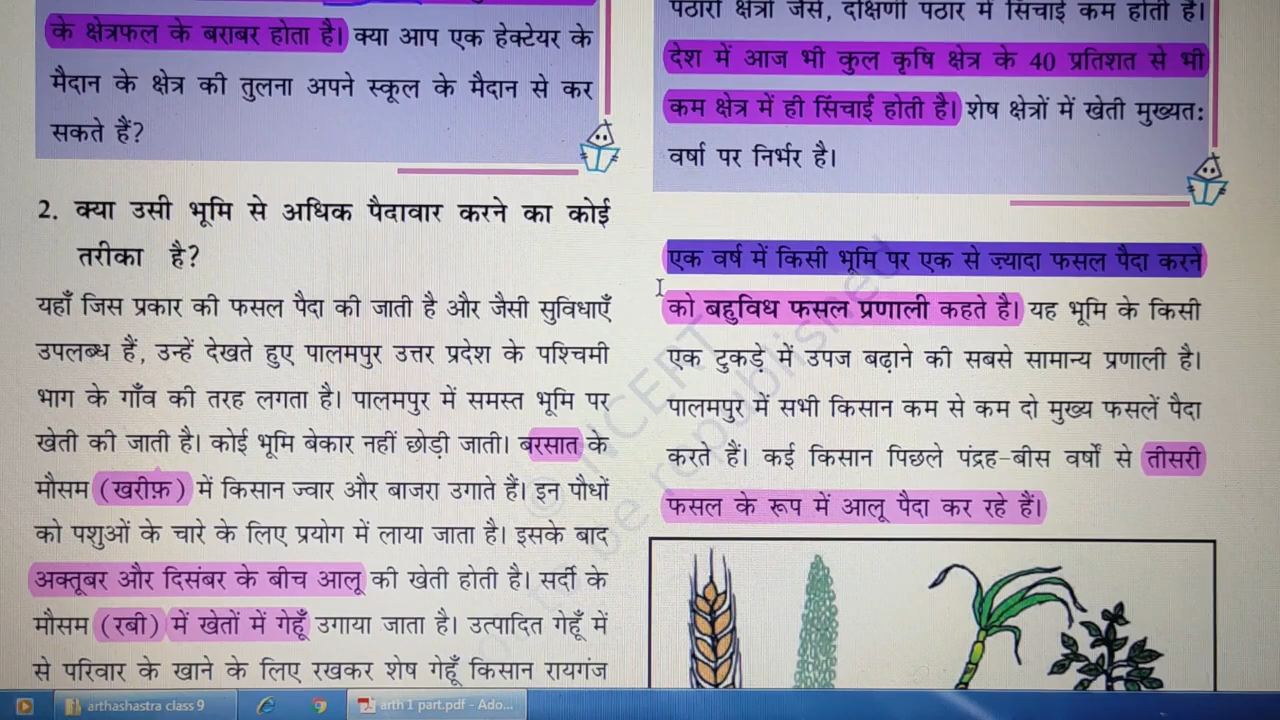 के क्षेत्रफल के बराबर होता है। क्या आप एक हेक्टेयर के
मैदान के क्षेत्र की तुलना अपने स्कूल के मैदान से कर
सकते हैं?
2. क्या उसी भूमि से अधिक पैदावार करने का कोई
तरीका है?
यहाँ जिस प्रकार की फसल पैदा की जाती है और जैसी सुविधाएँ
उपलब्ध हैं, उन्हें देखते हुए पालमपुर उत्तर प्रदेश के पश्चिमी
भाग के गाँव की तरह लगता है। पालमपुर में समस्त भूमि पर
खेती की जाती है। कोई भूमि बेकार नहीं छोड़ी जाती। बरसात के
मौसम (खरीफ़) में किसान ज्वार और बाजरा उगाते हैं। इन पौधों
को पशुओं के चारे के लिए प्रयोग में लाया जाता है। इसके बाद
अक्तूबर और दिसंबर के बीच आलू की खेती होती है। सर्दी के
मौसम (रबी) में खेतों में गेहूँ उगाया जाता है। उत्पादित गेहूँ में
से परिवार के खाने के लिए रखकर शेष गेहूँ किसान रायगंज
पठारी क्षेत्रों जैसे, दक्षिणी पठार में सिंचाई कम होती है।
देश में आज भी कुल कृषि क्षेत्र के 40 प्रतिशत से भी
कम क्षेत्र में ही सिंचाई होती है। शेष क्षेत्रों में खेती मुख्यत:
वर्षा पर निर्भर है।
एक वर्ष में किसी भूमि पर एक से ज़्यादा फसल पैदा करने
को बहुविध फसल प्रणाली कहते है। यह भूमि के किसी
एक टुकड़े में उपज बढ़ाने की सबसे सामान्य प्रणाली है।
पालमपुर में सभी किसान कम से कम दो मुख्य फसलें पैदा
करते हैं। कई किसान पिछले पंद्रह-बीस वर्षों से तीसरी
फसल के रूप में आलू पैदा कर रहे हैं।
© NCERT
be republished
arthashastra class 9
arth 1 part.pdf - Ado...